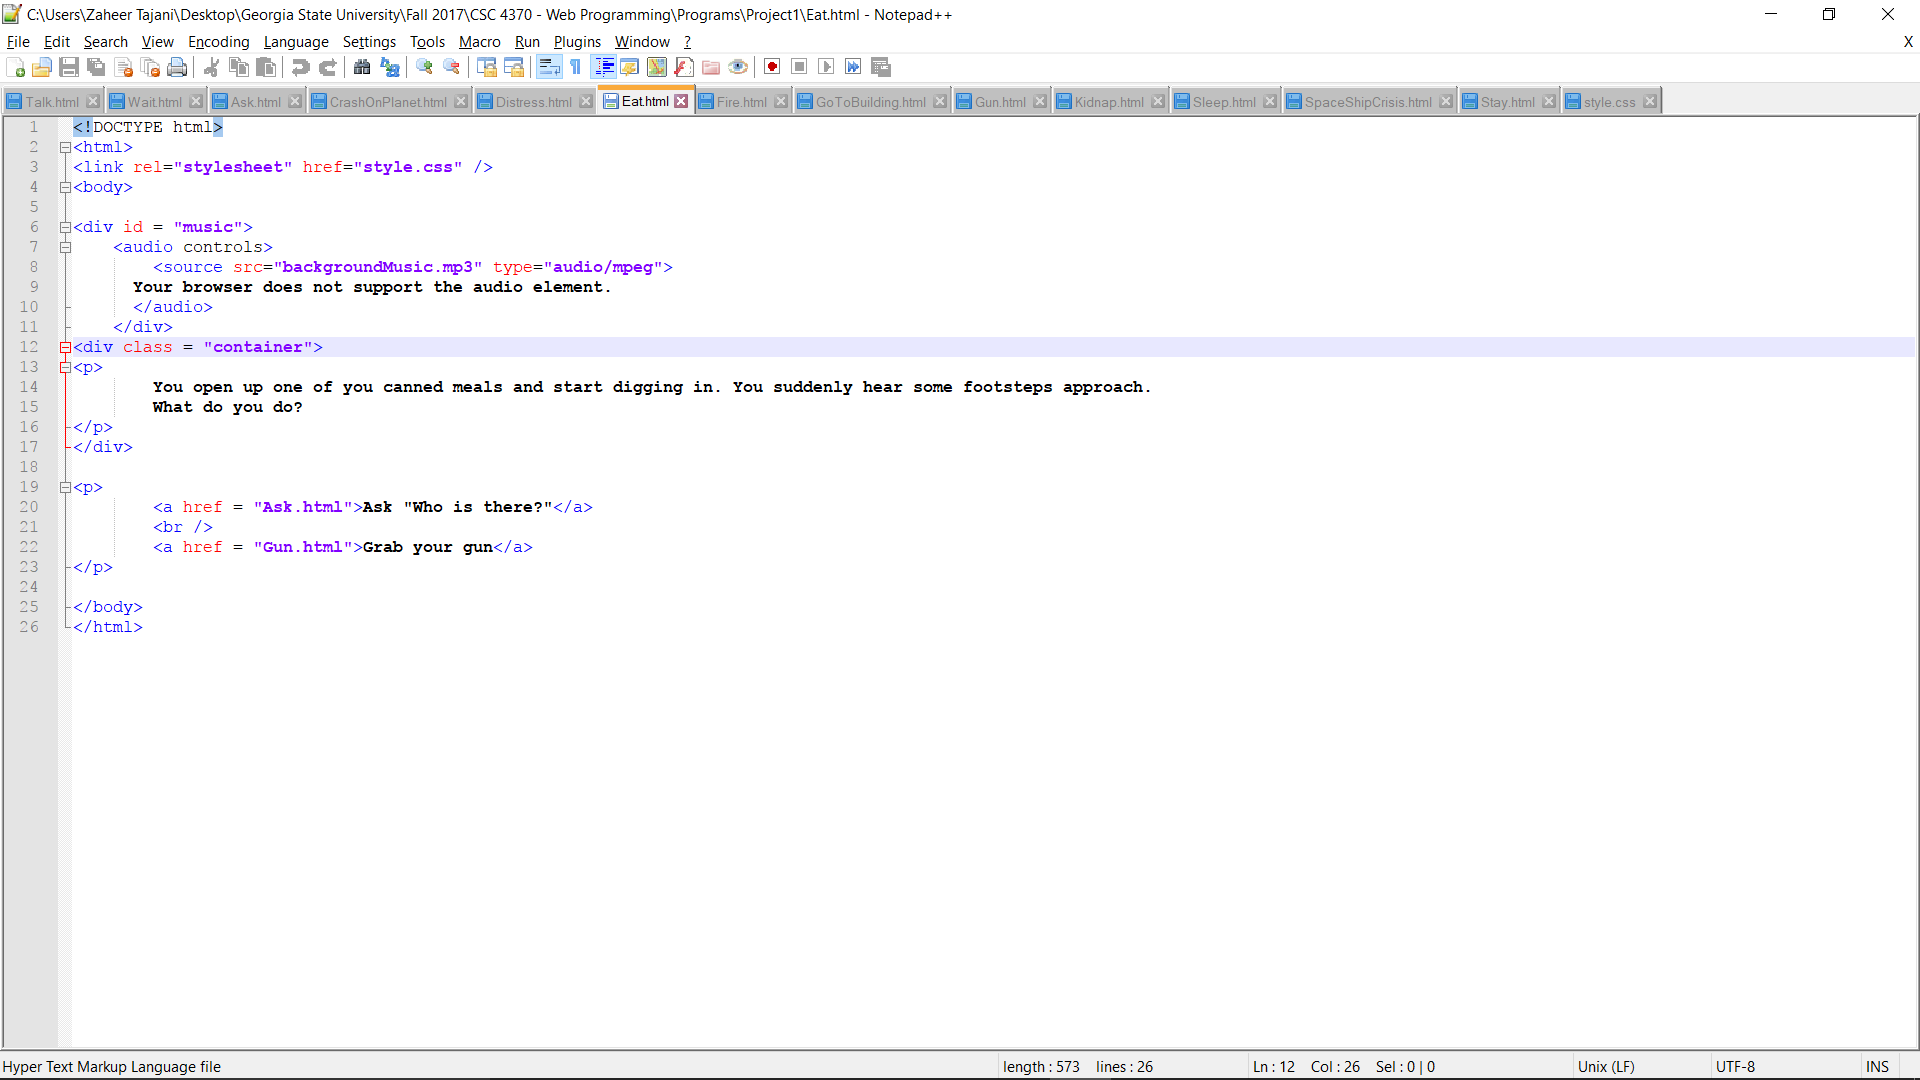 C:\Users\Zaheer Tajani\Desktop\Georgia State University\Fall 2017\CSC 4370 - Web Programming\Programs\Project1\Eat.html - Notepad++
File Edit Search View Encoding Language Settings Tools Macro Run Plugins Window ? X
Talk.html Wait.html Ask.html CrashOnPlanet.html Distress.html Eat.html Fire.html GoToBuilding.html Gun.html Kidnap.html Sleep.html SpaceShipCrisis.html Stay.html style.css
1 <!DOCTYPE html>
2 <html>
3 <link rel="stylesheet" href="style.css" />
4 <body>
5
6 <div id = "music">
7 <audio controls>
8 <source src="backgroundMusic.mp3" type="audio/mpeg">
9 Your browser does not support the audio element.
10 </audio>
11 </div>
12 <div class = "container">
13 <p>
14 You open up one of you canned meals and start digging in. You suddenly hear some footsteps approach.
15 What do you do?
16 </p>
17 </div>
18
19 <p>
20 <a href = "Ask.html">Ask "Who is there?"</a>
21 <br />
22 <a href = "Gun.html">Grab your gun</a>
23 </p>
24
25 </body>
26 </html>
Hyper Text Markup Language file length : 573 lines : 26 Ln : 12 Col : 26 Sel : 0 | 0 Unix (LF) UTF-8 INS